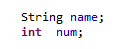 String name;
int  num;